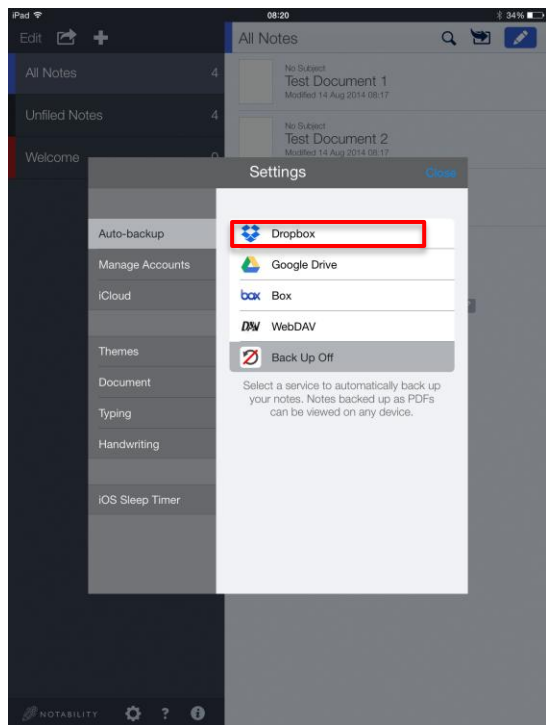 iPad 08:20 34%
Edit All Notes
All Notes 4
Unfiled Notes 4
Welcome 0
No Subject
Test Document 1
Modified 14 Aug 2014 08:17
No Subject
Test Document 2
Modified 14 Aug 2014 08:17
Settings Close
Auto-backup
Manage Accounts
iCloud
Themes
Document
Typing
Handwriting
iOS Sleep Timer
Dropbox
Google Drive
box Box
DAV WebDAV
Back Up Off
Select a service to automatically back up
your notes. Notes backed up as PDFs
can be viewed on any device.
NOTABILITY ? i